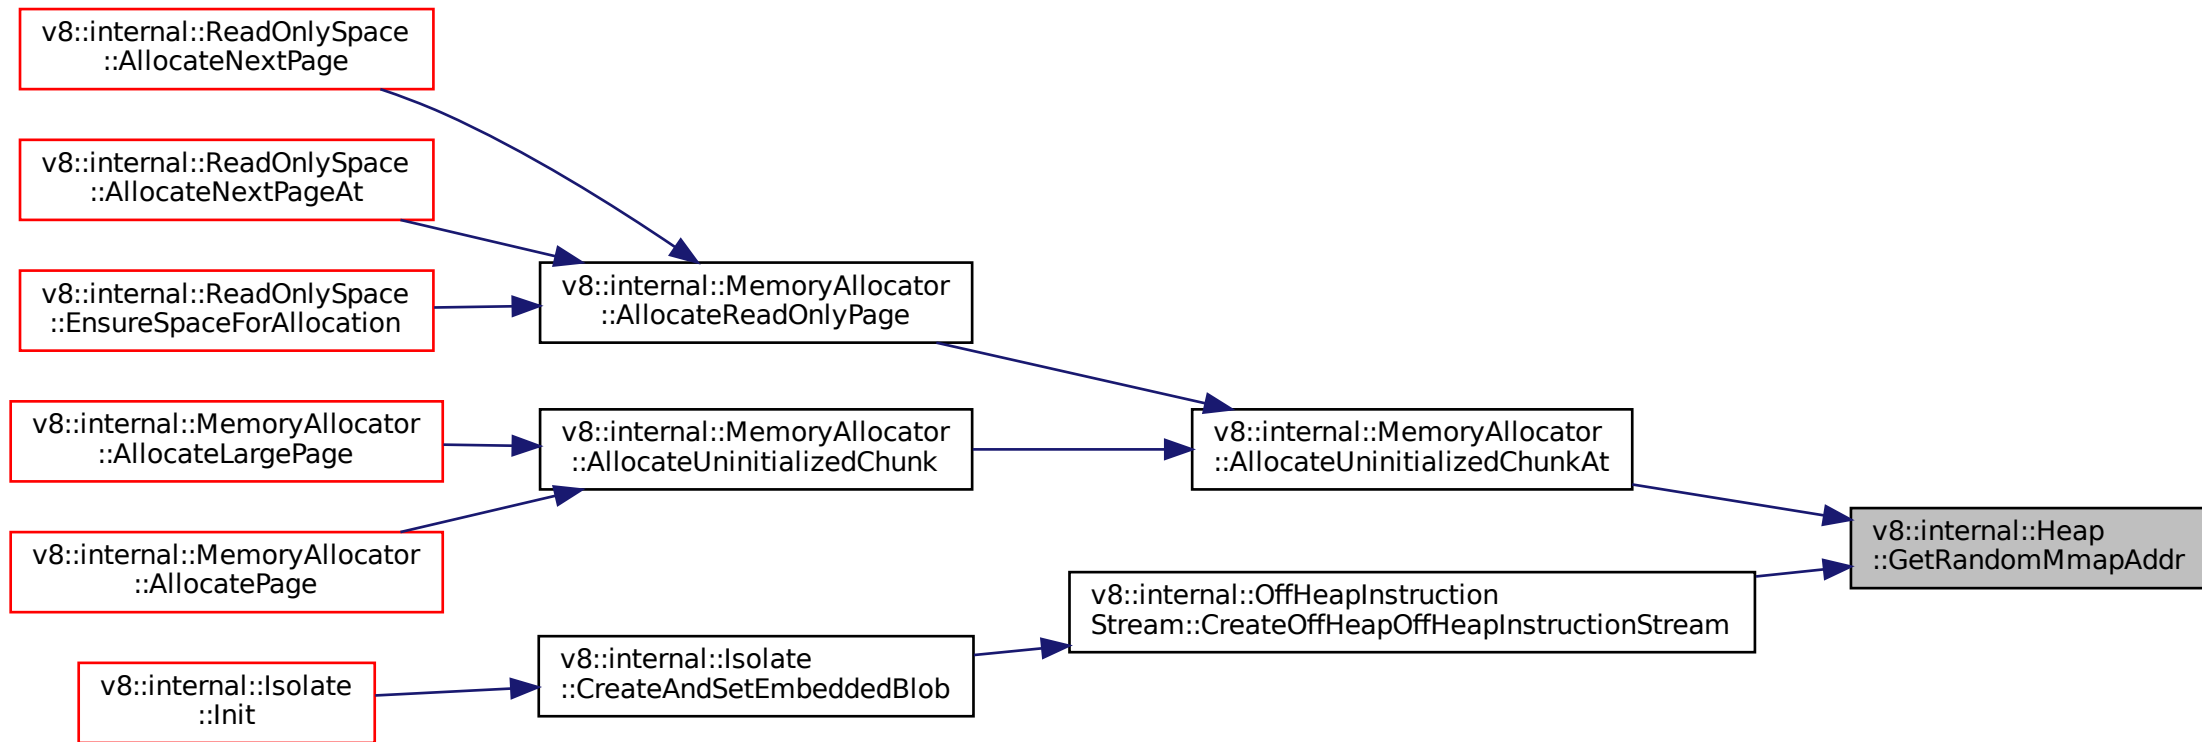 v8::internal::ReadOnlySpace
::AllocateNextPage
v8::internal::ReadOnlySpace
::AllocateNextPageAt
v8::internal::ReadOnlySpace
::EnsureSpaceForAllocation
v8::internal::MemoryAllocator
::AllocateLargePage
v8::internal::MemoryAllocator
::AllocatePage
v8::internal::Isolate
::Init
v8::internal::MemoryAllocator
::AllocateReadOnlyPage
v8::internal::MemoryAllocator
::AllocateUninitializedChunk
v8::internal::Isolate
::CreateAndSetEmbeddedBlob
v8::internal::MemoryAllocator
::AllocateUninitializedChunkAt
v8::internal::OffHeapInstruction
Stream::CreateOffHeapOffHeapInstructionStream
v8::internal::Heap
::GetRandomMmapAddr